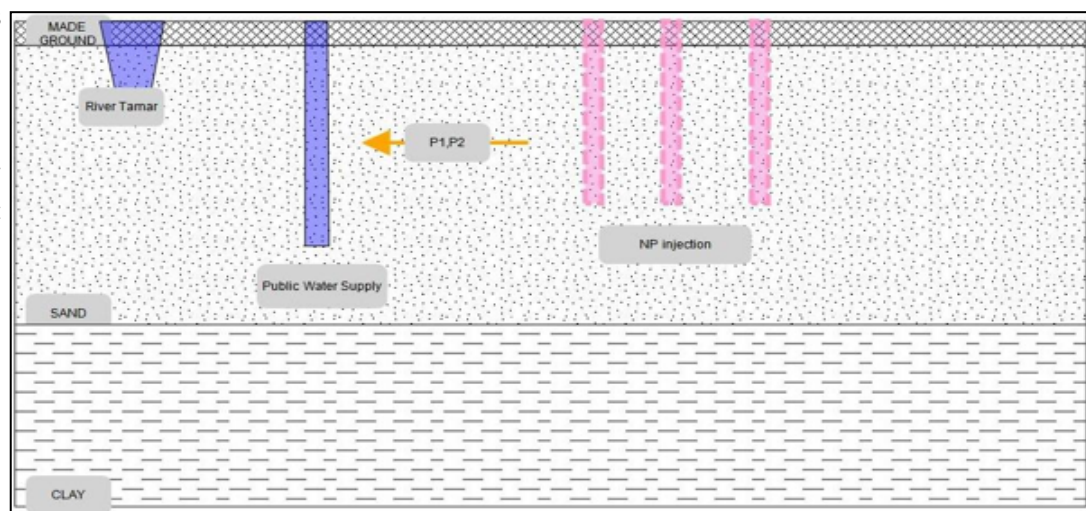 MADE
GROUND
River Tamar
P1,P2
NP injection
Public Water Supply
SAND
CLAY